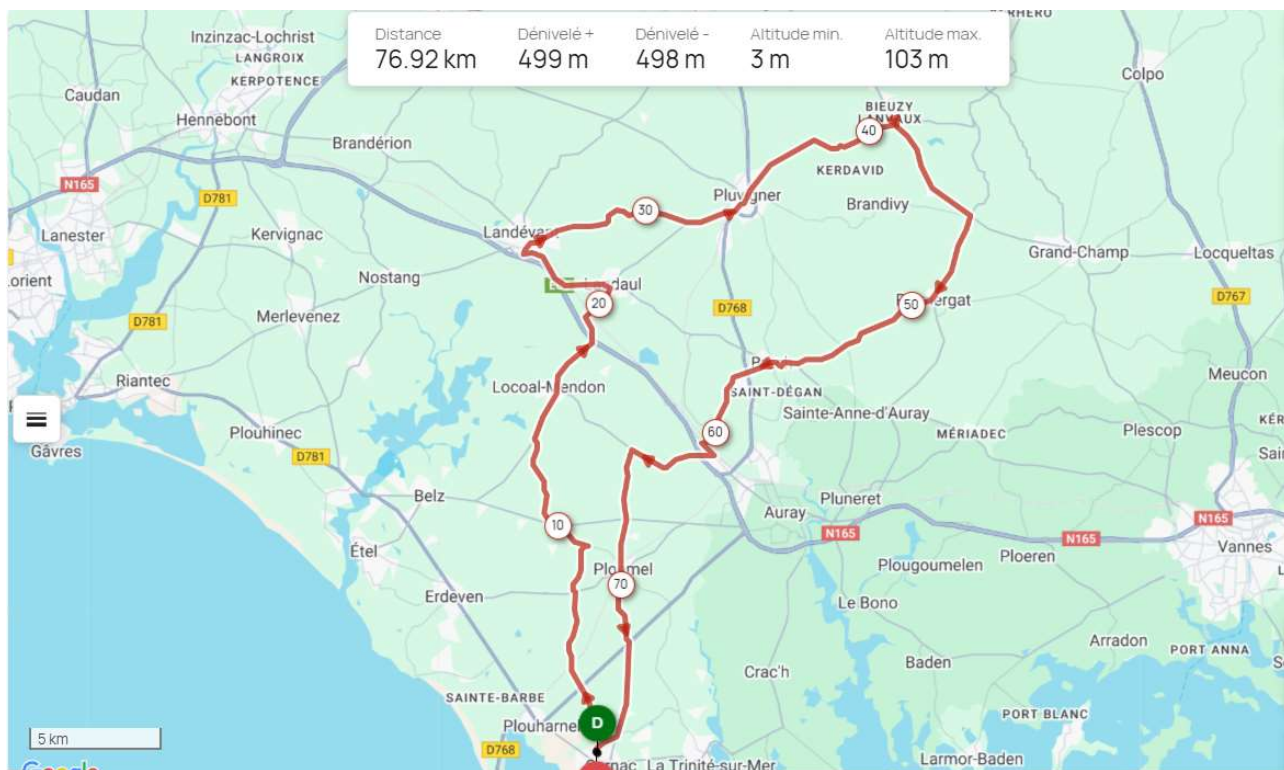 Distance
76.92 km
Dénivelé +
499 m
Dénivelé -
498 m
Altitude min.
3 m
Altitude max.
103 m
Inzinzac-Lochrist
LANGROIX
KERPOTENCE
Caudan
Hennebont
Brandérion
Colpo
BIEUZY
LANVAUX
40
KERDAVID
N165
D781
Pluvigner
Brandivy
30
Lanester
Kervignac
Landévant
Grand-Champ
Locqueltas
Nostang
20
50
D768
D767
D781
Merlevenez
Riantec
Locoal-Mendon
SAINT-DÉGAN
Meucon
Sainte-Anne-d'Auray
60
MÉRIADEC
Plescop
Plouhinec
Gâvres
D781
Belz
Pluneret
10
Auray
N165
N165
N165
Étel
Ploeren
Vannes
Plougoumelen
70
Erdeven
Le Bono
Arradon
PORT ANNA
Crac'h
Baden
SAINTE-BARBE
D
PORT BLANC
5 km
D768
La Trinité-sur-Mer
Larmor-Baden
Google